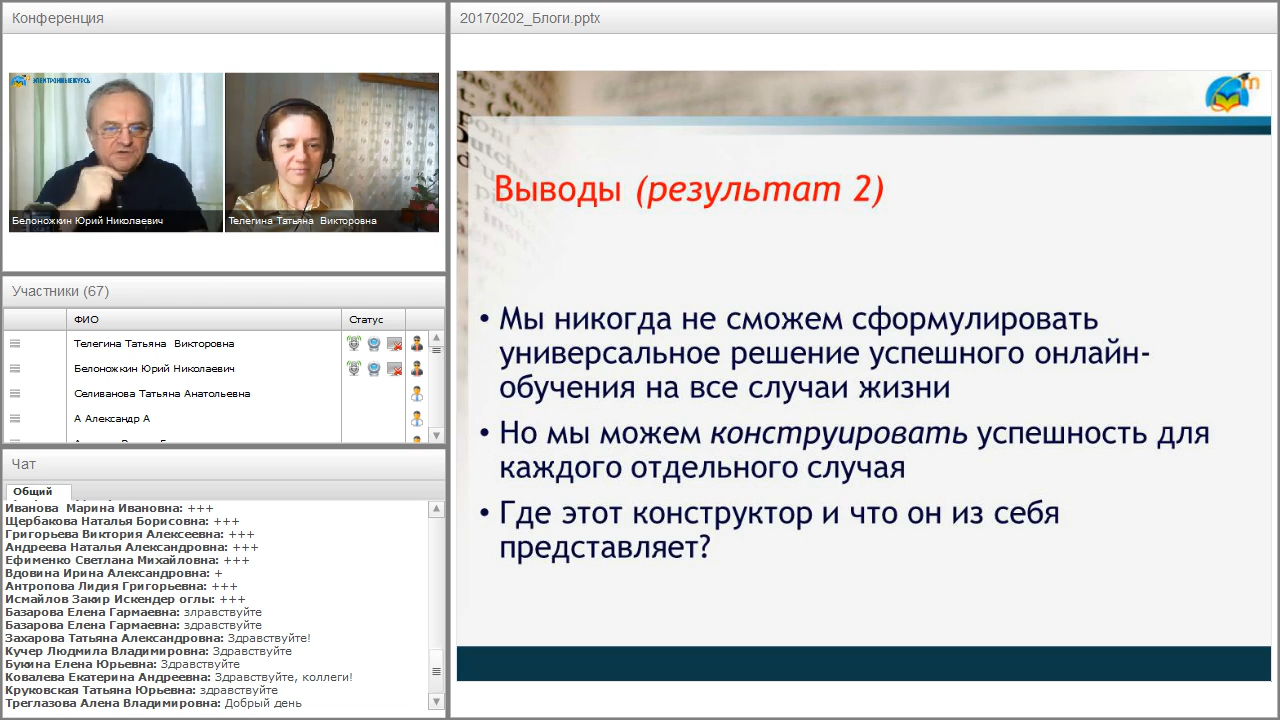 Конференция
ЭЛЕКТРОННЫЕ КУРСЫ
Белоножкин Юрий Николаевич
Телегина Татьяна Викторовна
Участники (67)
ФИО Статус
Телегина Татьяна Викторовна
Белоножкин Юрий Николаевич
Селиванова Татьяна Анатольевна
А Александр А
Чат
Общий
Иванова Марина Ивановна: +++
Щербакова Наталья Борисовна: +++
Григорьева Виктория Алексеевна: +++
Андреева Наталья Александровна: +++
Ефименко Светлана Михайловна: +++
Вдовина Ирина Александровна: +
Антропова Лидия Григорьевна: +++
Исмайлов Закир Искендер оглы: +++
Базарова Елена Гармаевна: злравствуйте
Базарова Елена Гармаевна: здравствуйте
Захарова Татьяна Александровна: Здравствуйте!
Кучер Людмила Владимировна: Здравствуйте
Букина Елена Юрьевна: Здравствуйте
Ковалева Екатерина Андреевна: Здравствуйте, коллеги!
Круковская Татьяна Юрьевна: здравствуйте
Треглазова Алена Владимировна: Добрый день
20170202_Блоги.pptx
Выводы (результат 2)
• Мы никогда не сможем сформулировать
универсальное решение успешного онлайн-
обучения на все случаи жизни
• Но мы можем конструировать успешность для
каждого отдельного случая
• Где этот конструктор и что он из себя
представляет?